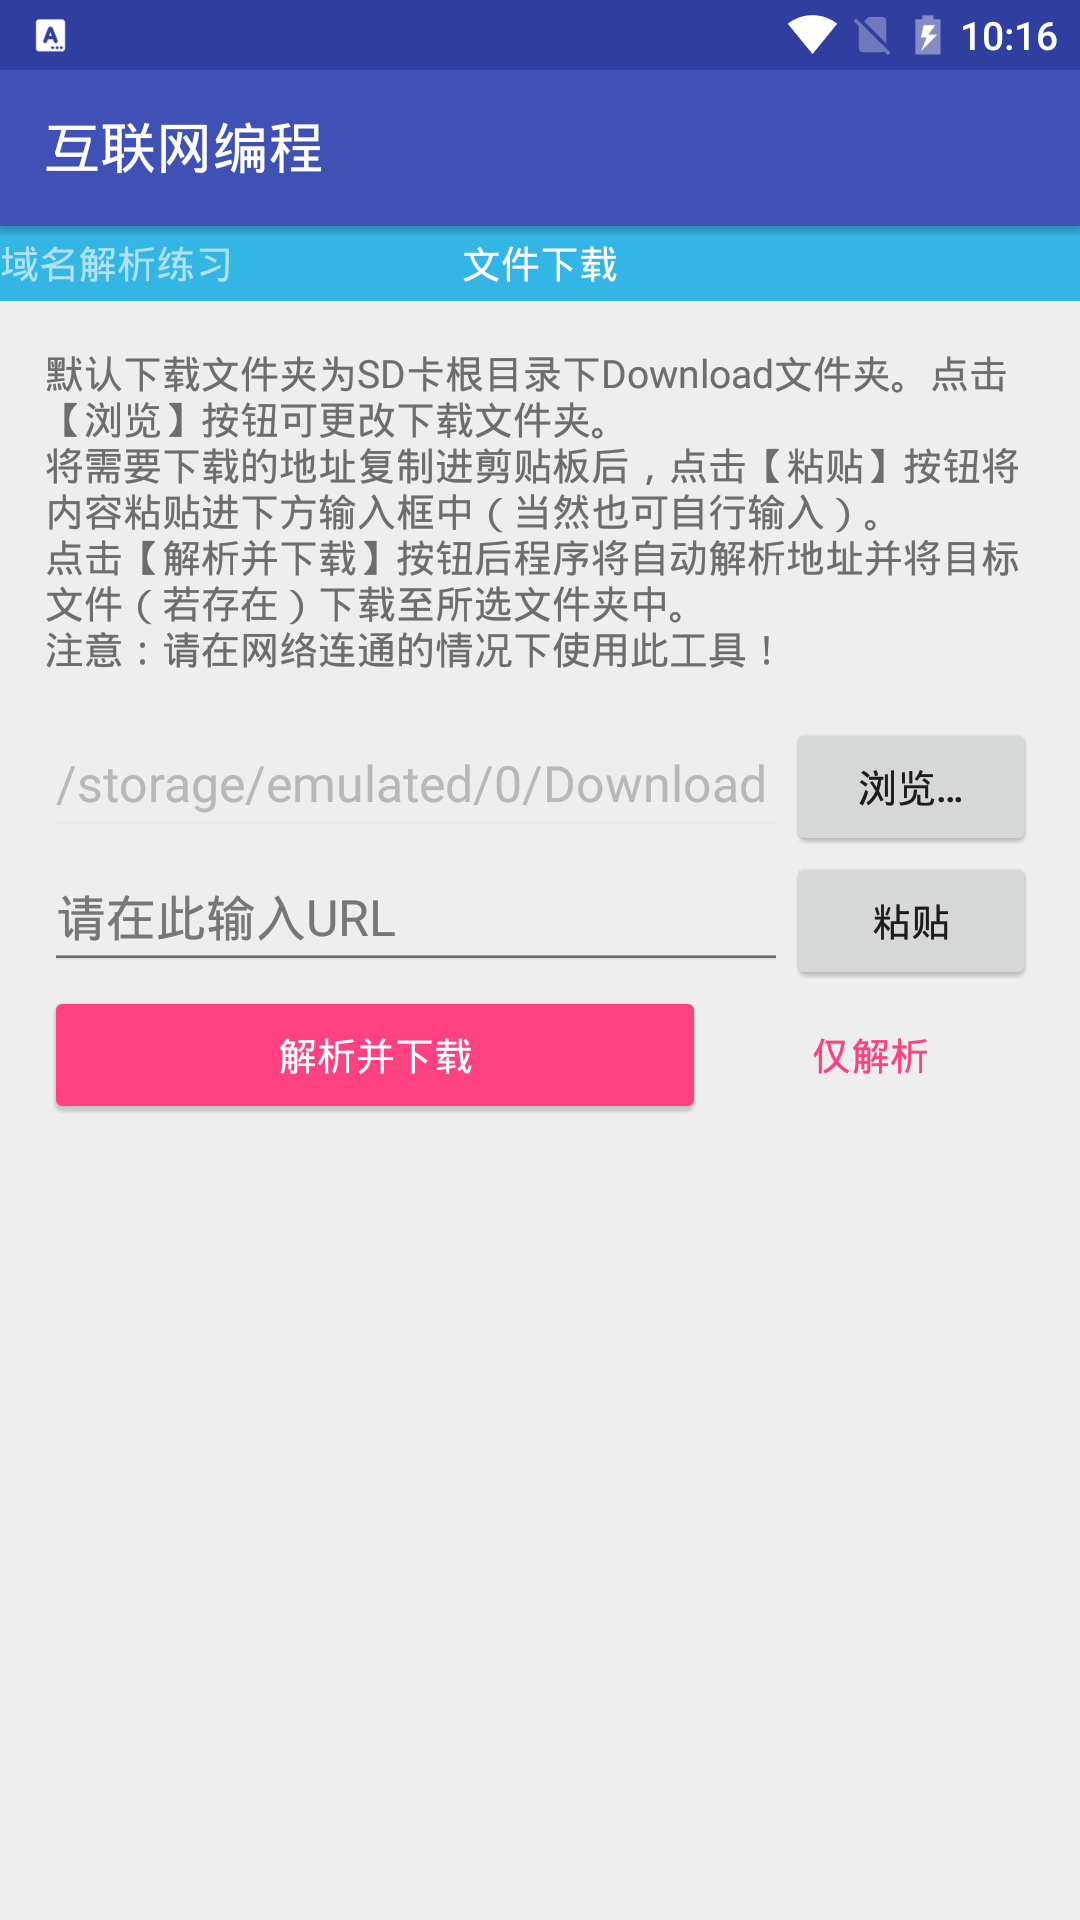 10:16
互联网编程
域名解析练习 文件下载
默认下载文件夹为SD卡根目录下Download文件夹。点击
【浏览】按钮可更改下载文件夹。
将需要下载的地址复制进剪贴板后，点击【粘贴】按钮将
内容粘贴进下方输入框中（当然也可自行输入）。
点击【解析并下载】按钮后程序将自动解析地址并将目标
文件（若存在）下载至所选文件夹中。
注意：请在网络连通的情况下使用此工具！
/storage/emulated/0/Download 浏览...
请在此输入URL 粘贴
解析并下载 仅解析